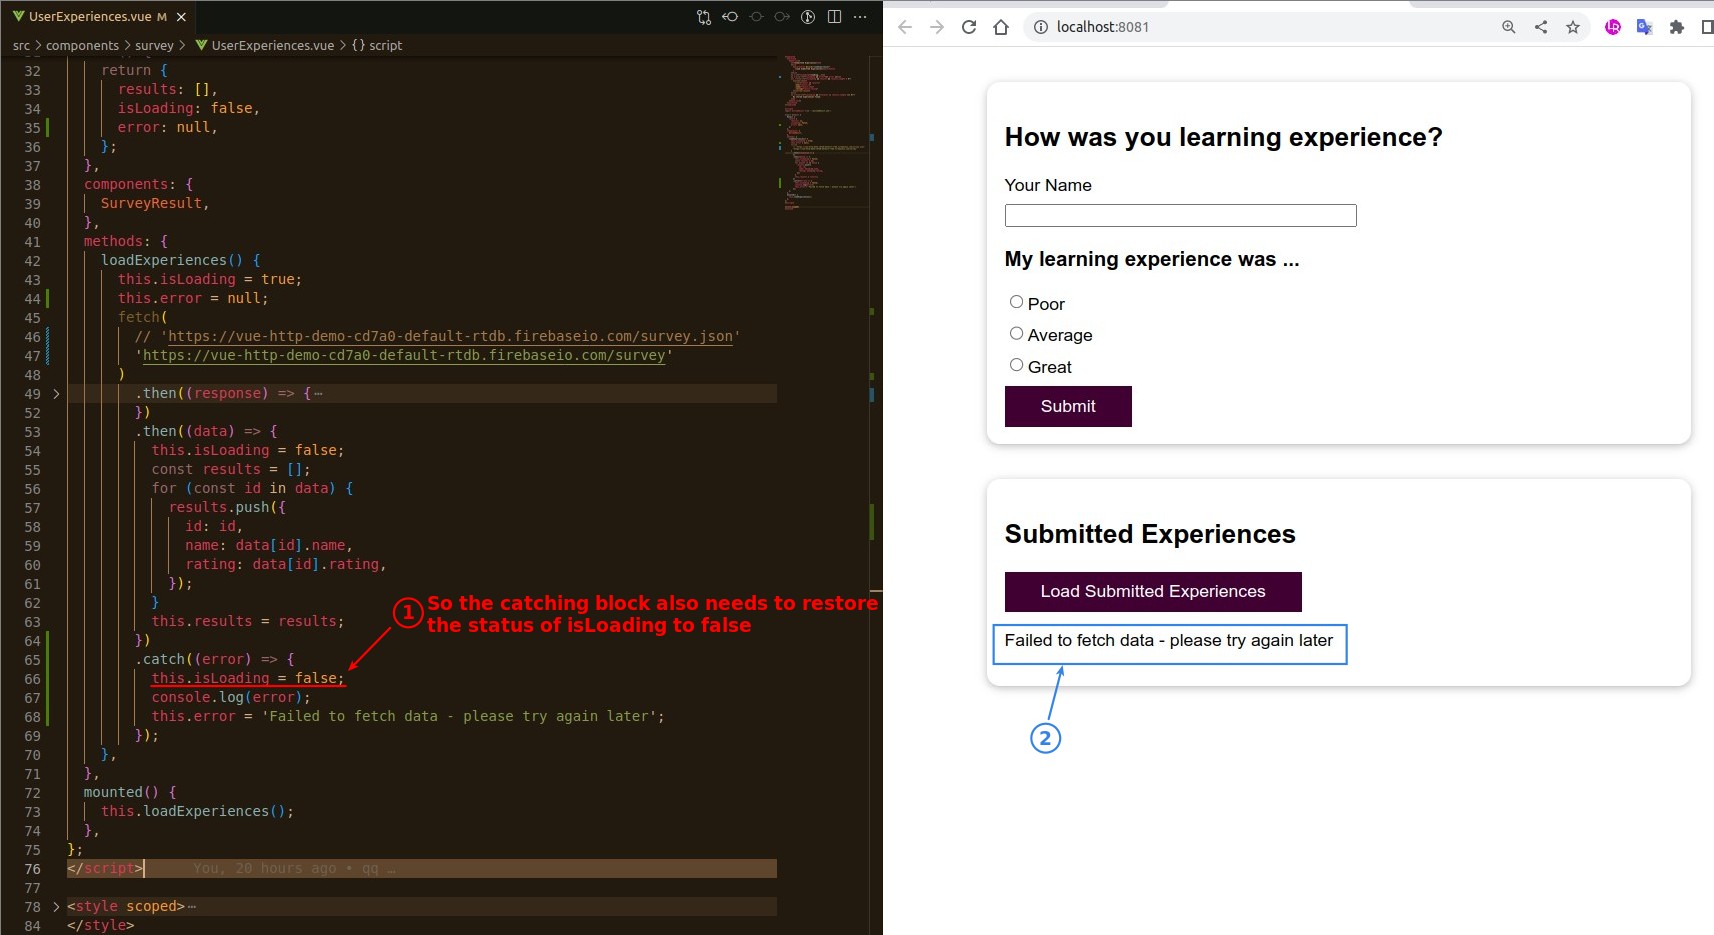 UserExperiences.vue M
src > components > survey > UserExperiences.vue > {} script
32 return {
33 results: [],
34 isLoading: false,
35 error: null,
36 };
37 },
38 components: {
39 SurveyResult,
40 },
41 methods: {
42 loadExperiences() {
43 this.isLoading = true;
44 this.error = null;
45 fetch(
46 // 'https://vue-http-demo-cd7a0-default-rtdb.firebaseio.com/survey.json'
47 'https://vue-http-demo-cd7a0-default-rtdb.firebaseio.com/survey'
48 )
49 .then((response) => {⋯
52 })
53 .then((data) => {
54 this.isLoading = false;
55 const results = [];
56 for (const id in data) {
57 results.push({
58 id: id,
59 name: data[id].name,
60 rating: data[id].rating,
61 });
62 }
63 this.results = results;
64 })
65 .catch((error) => {
66 this.isLoading = false;
67 console.log(error);
68 this.error = 'Failed to fetch data - please try again later';
69 });
70 },
71 },
72 mounted() {
73 this.loadExperiences();
74 },
75 };
76 </script> You, 20 hours ago • qq …
77
78 <style scoped>⋯
84 </style>
1 So the catching block also needs to restore
the status of isLoading to false
localhost:8081
How was you learning experience?
Your Name
My learning experience was ...
Poor
Average
Great
Submit
Submitted Experiences
Load Submitted Experiences
Failed to fetch data - please try again later
2